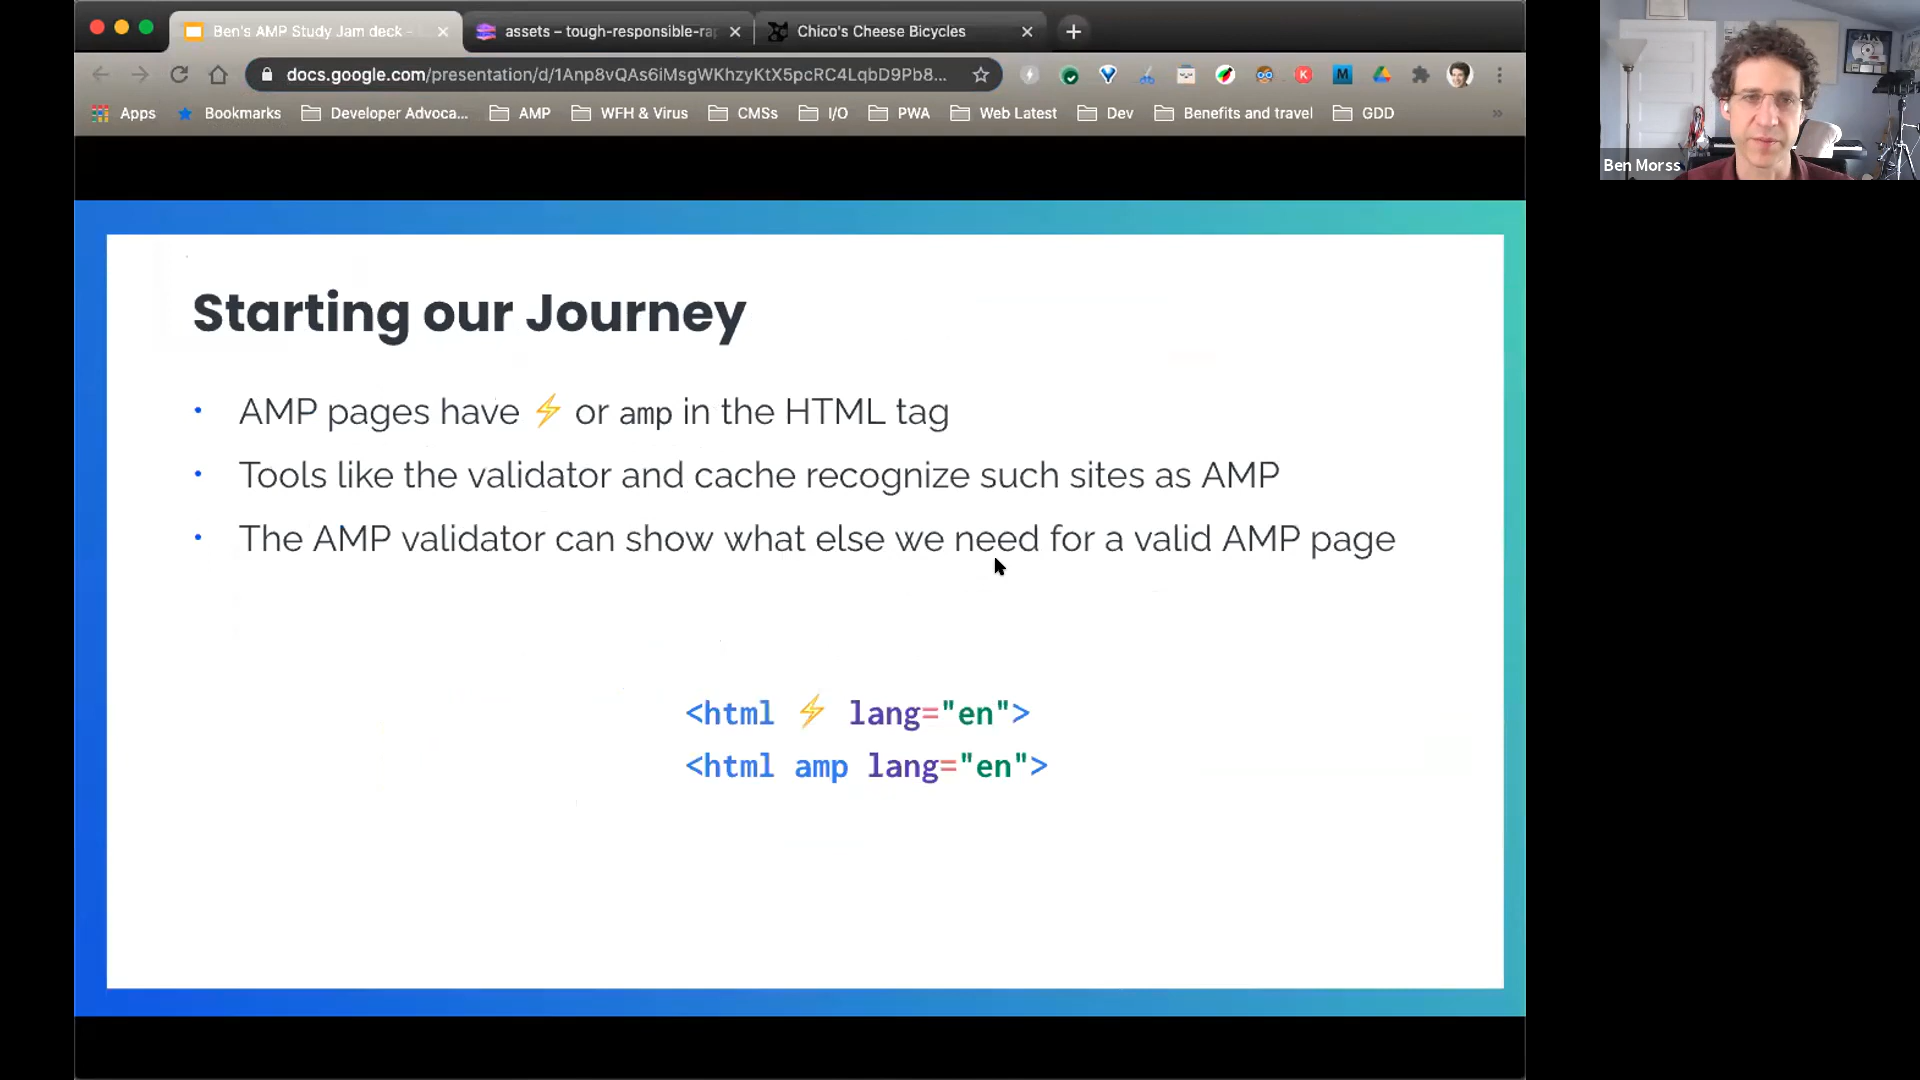 Ben's AMP Study Jam deck -
assets – tough-responsible-rap
Chico's Cheese Bicycles
docs.google.com/presentation/d/1Anp8vQAs6iMsgWKhzyKtX5pcRC4LqbD9Pb8...
Apps
Bookmarks
Developer Advoca...
AMP
WFH & Virus
CMSs
I/O
PWA
Web Latest
Dev
Benefits and travel
GDD
»
Ben Morss
Starting our Journey
• AMP pages have ⚡ or amp in the HTML tag
• Tools like the validator and cache recognize such sites as AMP
• The AMP validator can show what else we need for a valid AMP page
<html ⚡ lang="en">
<html amp lang="en">